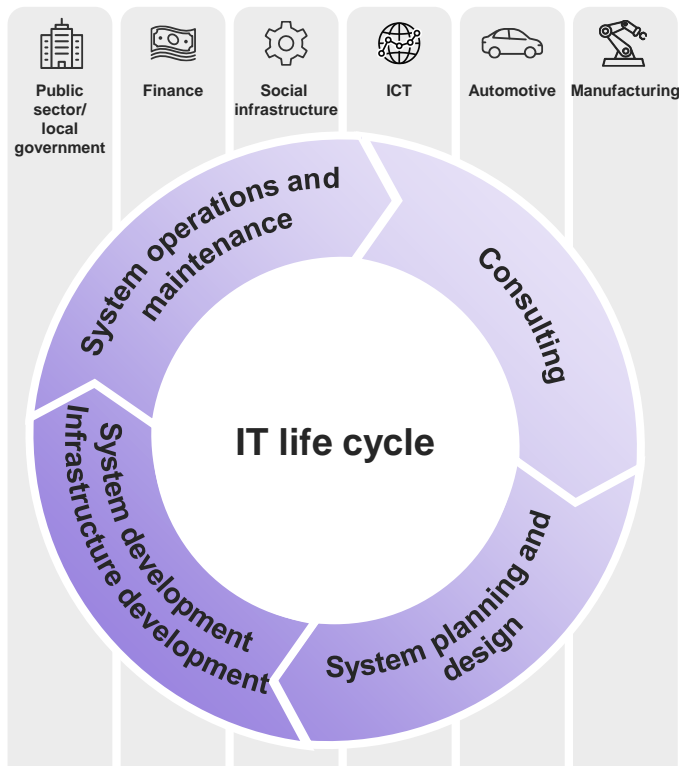 Public
sector/
local
government
Finance
Social
infrastructure
ICT
Automotive
Manufacturing
System operations and
maintenance
Consulting
IT life cycle
System development
Infrastructure development
System planning and
design